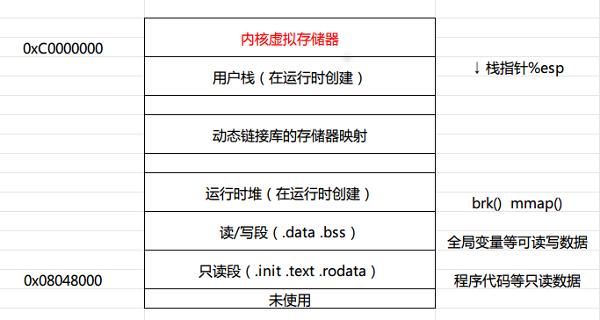 内核虚拟存储器
0xC0000000
用户栈（在运行时创建）
↓栈指针%esp
动态链接库的存储器映射
运行时堆（在运行时创建）
brk() mmap()
读/写段（.data .bss）
全局变量等可读写数据
只读段（.init .text .rodata）
0x08048000
程序代码等只读数据
未使用